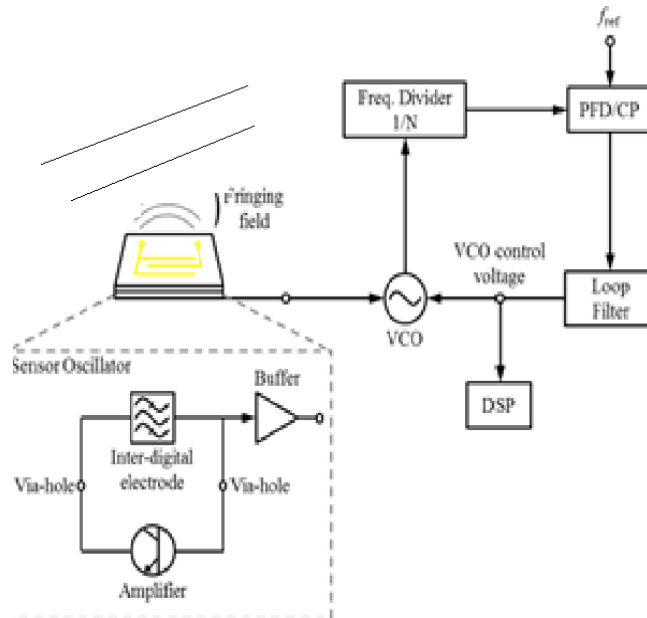 f_ref
Freq. Divider
1/N
PFD/CP
Fringing
field
VCO control
voltage
Loop
Filter
VCO
DSP
Sensor Oscillator
Buffer
Inter-digital
electrode
Via-hole
Via-hole
Amplifier